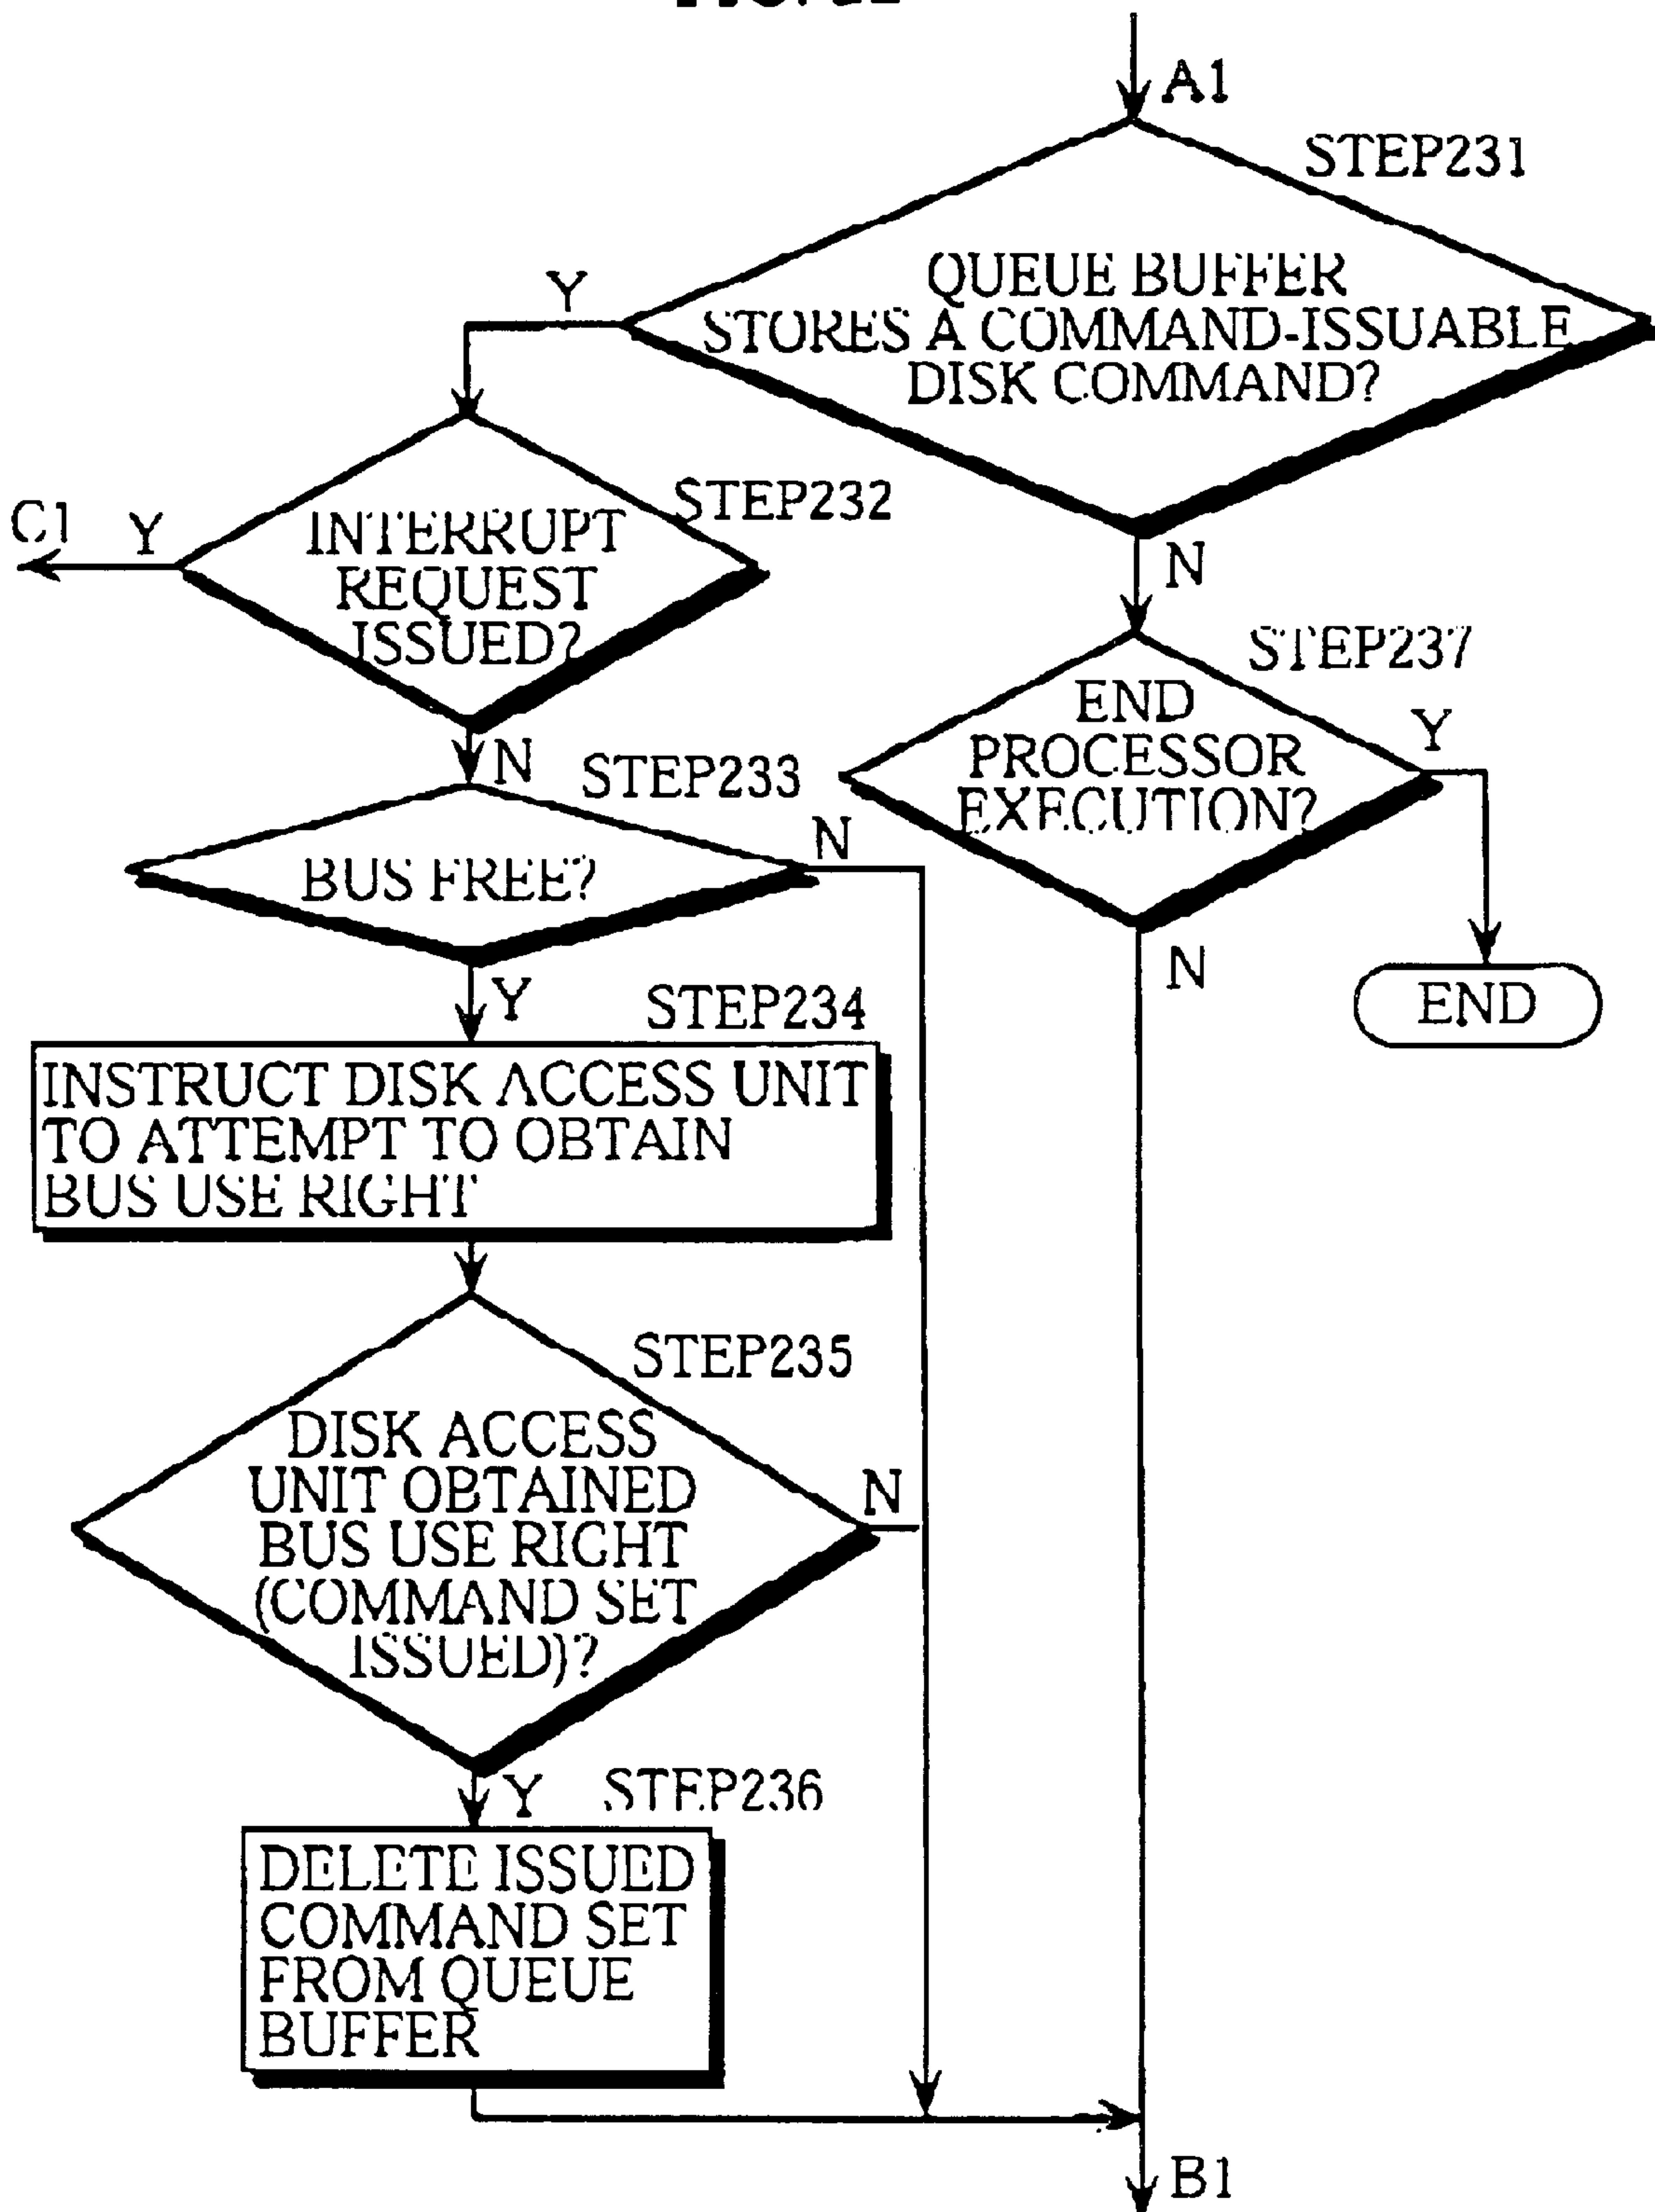 A1
STEP231
QUEUE BUFFER
STORES A COMMAND-ISSUABLE
DISK COMMAND?
Y
N
STEP232
C1
Y
INTERRUPT
REQUEST
ISSUED?
N
STEP237
END
PROCESSOR
EXECUTION?
Y
N
END
STEP233
BUS FREE?
N
Y
STEP234
INSTRUCT DISK ACCESS UNIT
TO ATTEMPT TO OBTAIN
BUS USE RIGHT
STEP235
DISK ACCESS
UNIT OBTAINED
BUS USE RIGHT
(COMMAND SET
ISSUED)?
N
Y
STEP236
DELETE ISSUED
COMMAND SET
FROM QUEUE
BUFFER
B1